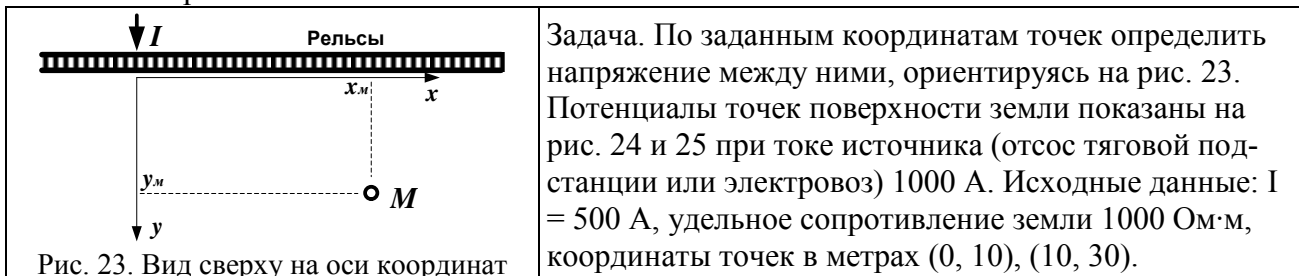 I
Рельсы
xм
x
yм
M
y
Рис. 23. Вид сверху на оси координат
Задача. По заданным координатам точек определить
напряжение между ними, ориентируясь на рис. 23.
Потенциалы точек поверхности земли показаны на
рис. 24 и 25 при токе источника (отсос тяговой под-
станции или электровоз) 1000 А. Исходные данные: I
= 500 А, удельное сопротивление земли 1000 Ом·м,
координаты точек в метрах (0, 10), (10, 30).